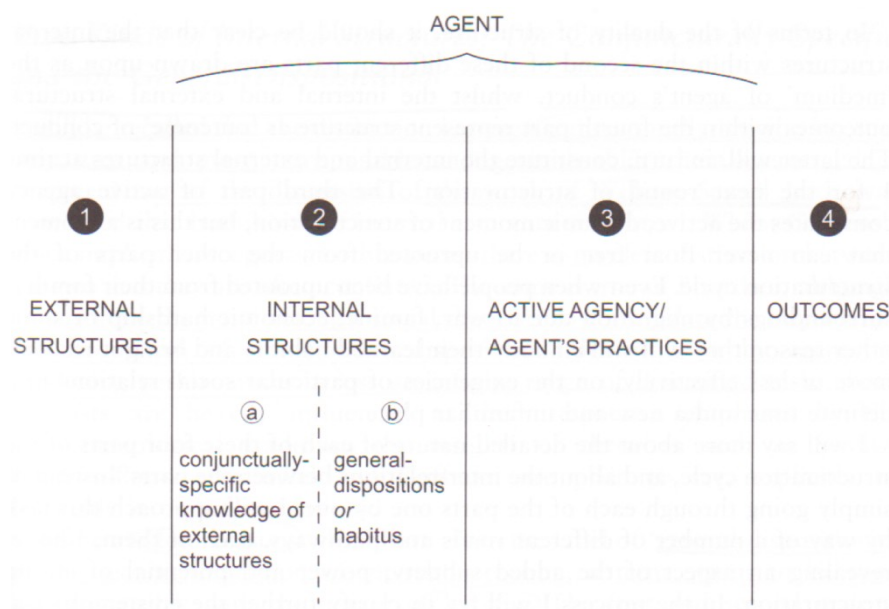 AGENT
1
2
3
4
EXTERNAL
STRUCTURES
INTERNAL
STRUCTURES
ACTIVE AGENCY/
AGENT'S PRACTICES
OUTCOMES
a
conjuncturally-
specific
knowledge of
external
structures
b
general-
dispositions
or
habitus